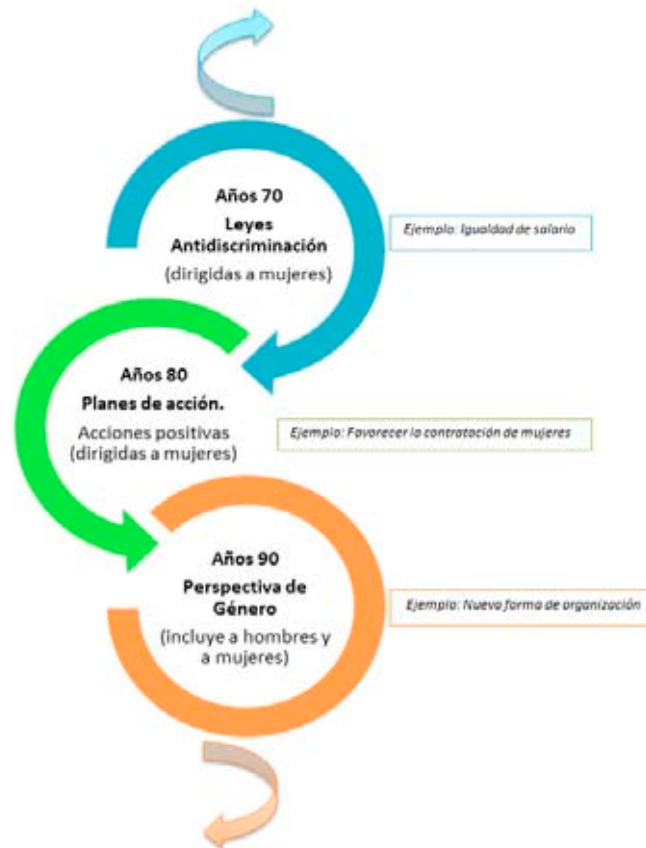 Años 70
Leyes
Antidiscriminación
(dirigidas a mujeres)
Ejemplo: Igualdad de salario
Años 80
Planes de acción.
Acciones positivas
(dirigidas a mujeres)
Ejemplo: Favorecer la contratación de mujeres
Años 90
Perspectiva de
Género
(incluye a hombres y
a mujeres)
Ejemplo: Nueva forma de organización